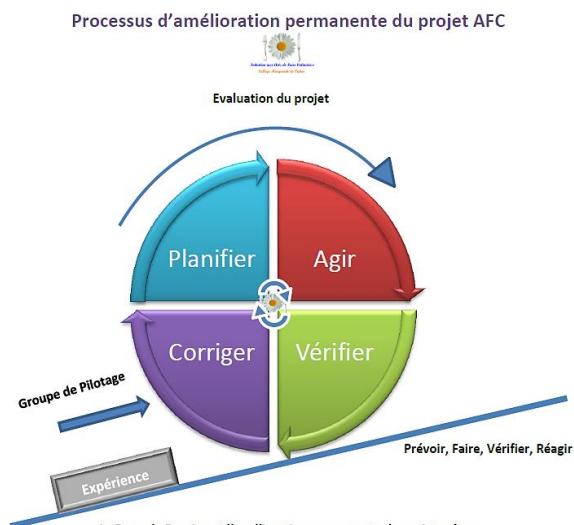 Processus d'amélioration permanente du projet AFC
Evaluation du projet
Planifier
Agir
Corriger
Vérifier
Groupe de Pilotage
Expérience
Prévoir, Faire, Vérifier, Réagir